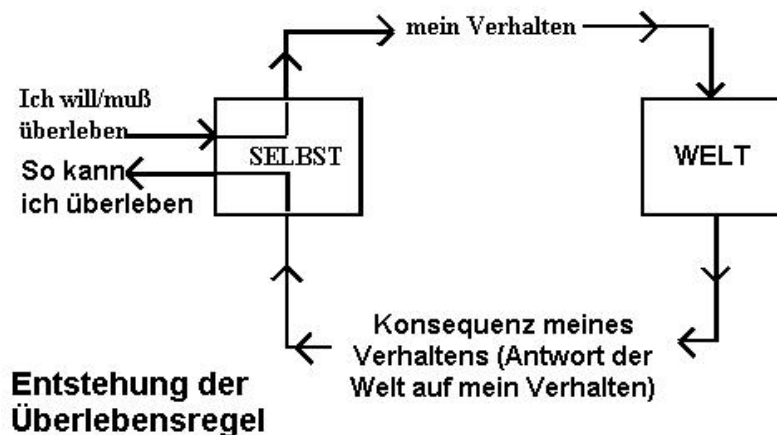 mein Verhalten
Ich will/muß
überleben
SELBST
WELT
So kann
ich überleben
Konsequenz meines
Verhaltens (Antwort der
Welt auf mein Verhalten)
Entstehung der
Überlebensregel